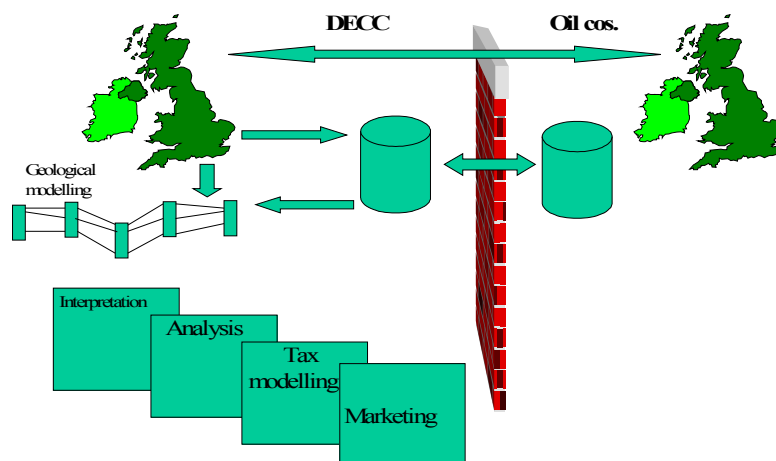 DECC
Oil cos.
Geological
modelling
Interpretation
Analysis
Tax
modelling
Marketing